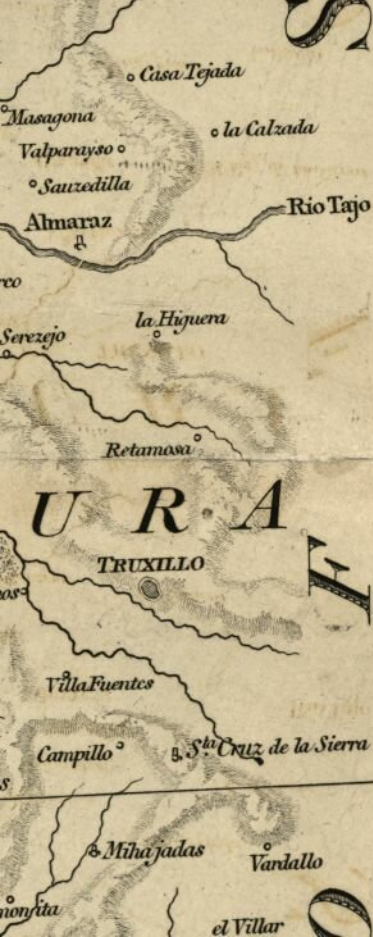 S
Casa Tejada
Masagona
la Calzada
Valparayso
Sauzedilla
Almaraz
Rio Tajo
la Higuera
Serezejo
Retamosa
URA
TRUXILLO
F
Villa Fuentes
Campillo
Sta. Cruz de la Sierra
Mihajadas
Vardallo
el Villar
O